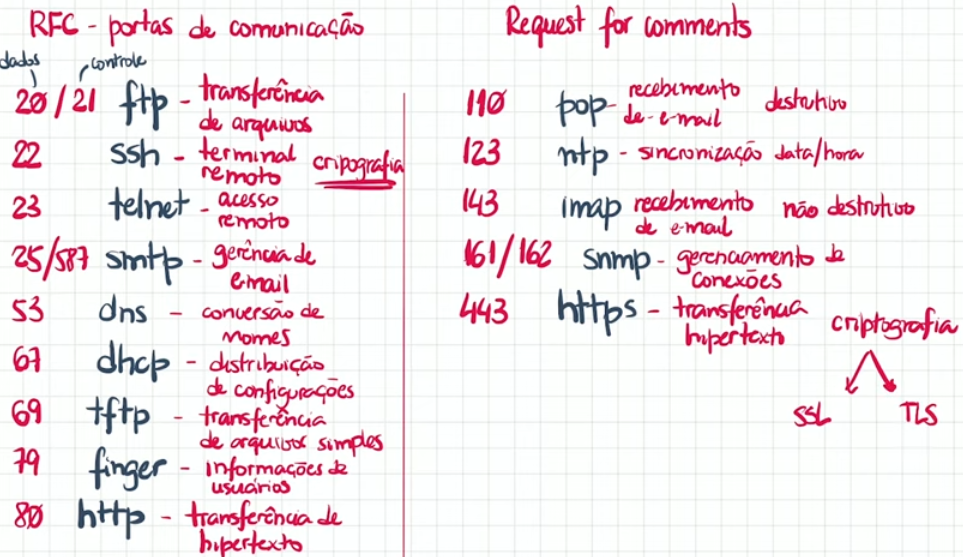 RFC - portas de comunicação
dados
controle
20/21 ftp - transferência
de arquivos
22 ssh - terminal
remoto cripografia
23 telnet - acesso
remoto
25/587 smtp - gerência de
email
53 dns - conversão de
nomes
67 dhcp - distribuição
de configurações
69 tftp - transferência
de arquivos simples
79 finger - informações de
usuários
80 http - transferência de
hipertexto
Request for comments
110 pop - recebimento
de e-mail destrutivo
123 ntp - sincronização data/hora
143 imap recebimento
de e-mail não destrutivo
161/162 snmp - gerenciamento de
conexões
443 https - transferência
hipertexto criptografia
SSL TLS